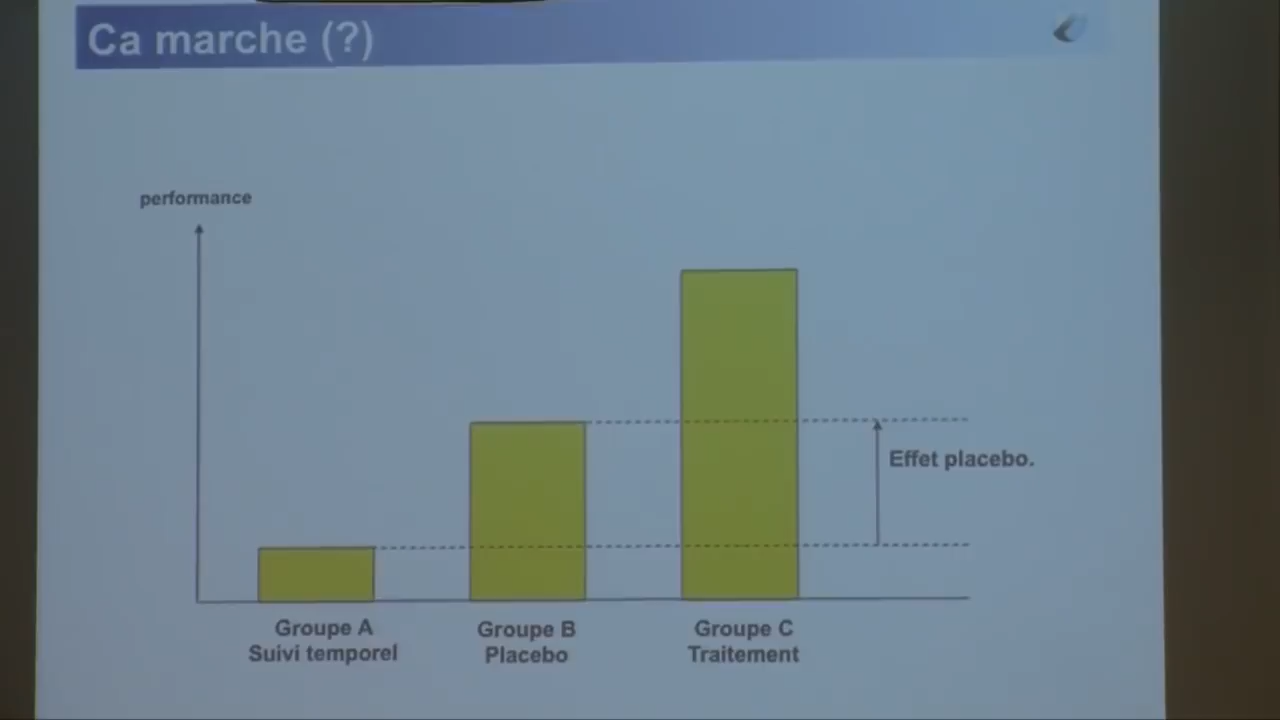 Ca marche (?)
performance
Effet placebo.
Groupe A
Suivi temporel
Groupe B
Placebo
Groupe C
Traitement